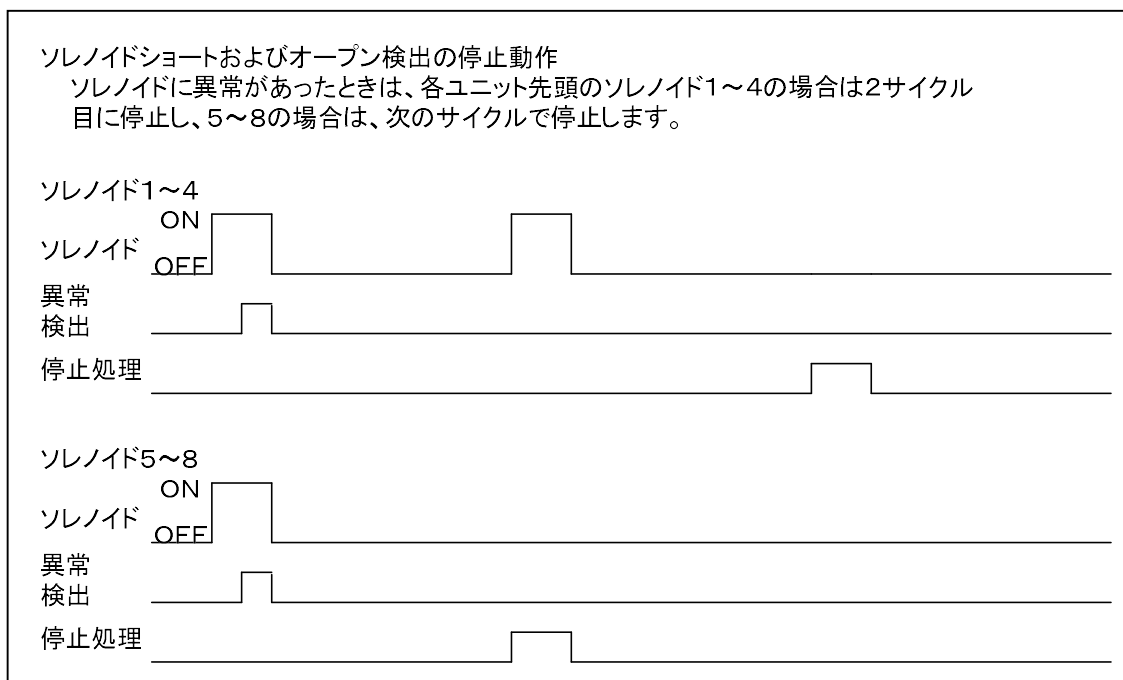 ソレノイドショートおよびオープン検出の停止動作
ソレノイドに異常があったときは、各ユニット先頭のソレノイド1～4の場合は2サイクル
目に停止し、5～8の場合は、次のサイクルで停止します。
ソレノイド1～4
ON
ソレノイド
OFF
異常
検出
停止処理
ソレノイド5～8
ON
ソレノイド
OFF
異常
検出
停止処理